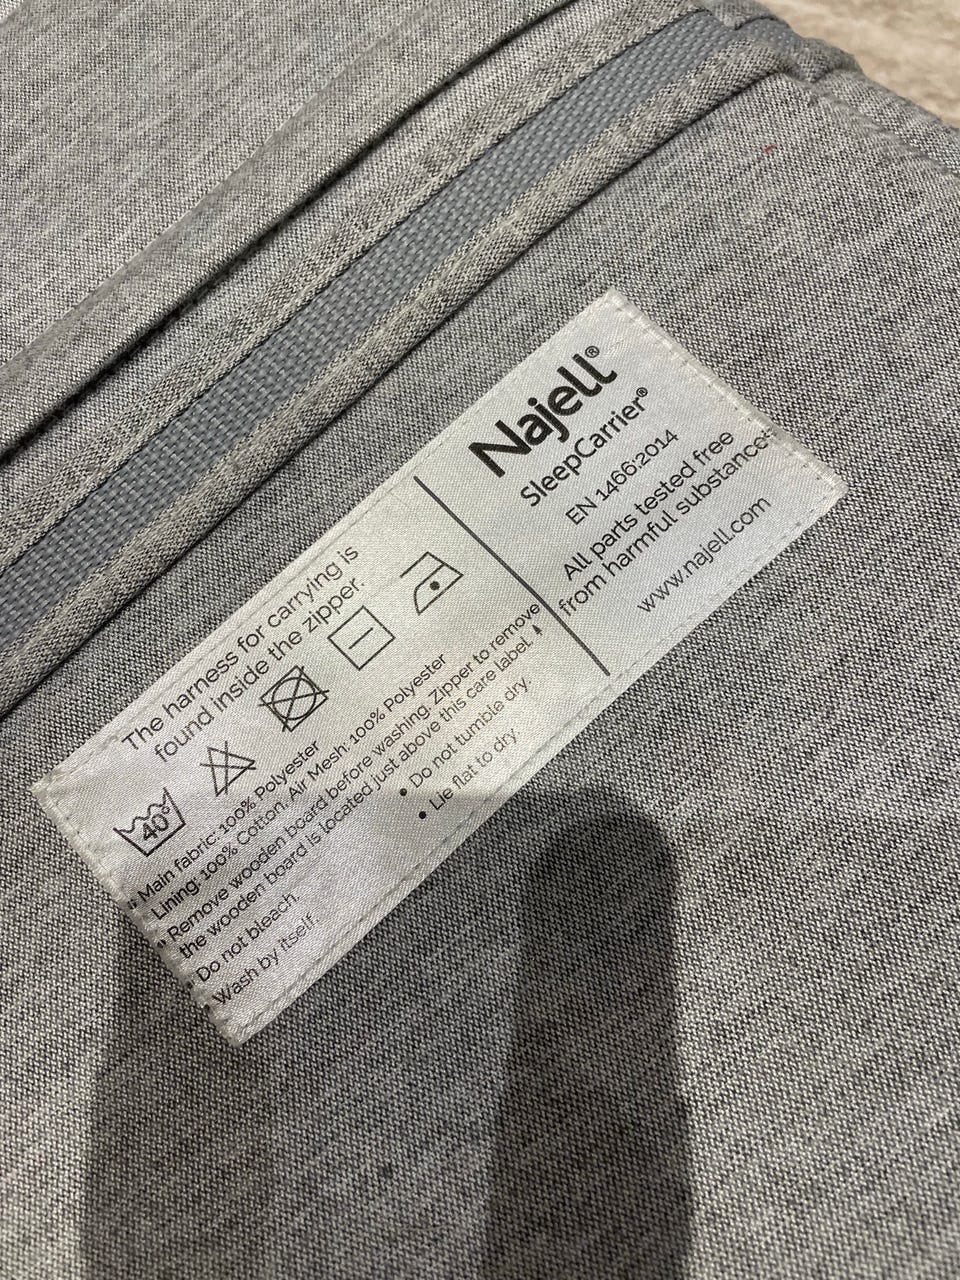 Najell®
SleepCarrier®
EN 1466:2014
All parts tested free
from harmful substances
www.najell.com
The harness for carrying is
found inside the zipper.
40°
Main fabric: 100% Polyester
Lining: 100% Cotton. Air Mesh: 100% Polyester
• Remove wooden board before washing. Zipper to remove
the wooden board is located just above this care label.
• Do not bleach.
• Do not tumble dry.
• Wash by itself.
• Lie flat to dry.